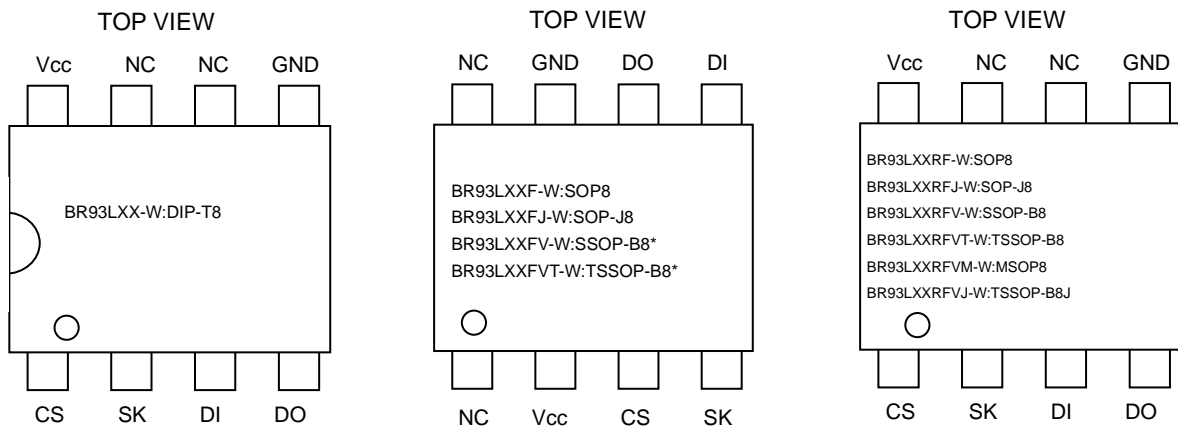 TOP VIEW
Vcc NC NC GND
BR93LXX-W:DIP-T8
CS SK DI DO
TOP VIEW
NC GND DO DI
BR93LXXF-W:SOP8
BR93LXXFJ-W:SOP-J8
BR93LXXFV-W:SSOP-B8*
BR93LXXFVT-W:TSSOP-B8*
NC Vcc CS SK
TOP VIEW
Vcc NC NC GND
BR93LXXRF-W:SOP8
BR93LXXRFJ-W:SOP-J8
BR93LXXRFV-W:SSOP-B8
BR93LXXRFVT-W:TSSOP-B8
BR93LXXRFVM-W:MSOP8
BR93LXXRFVJ-W:TSSOP-B8J
CS SK DI DO